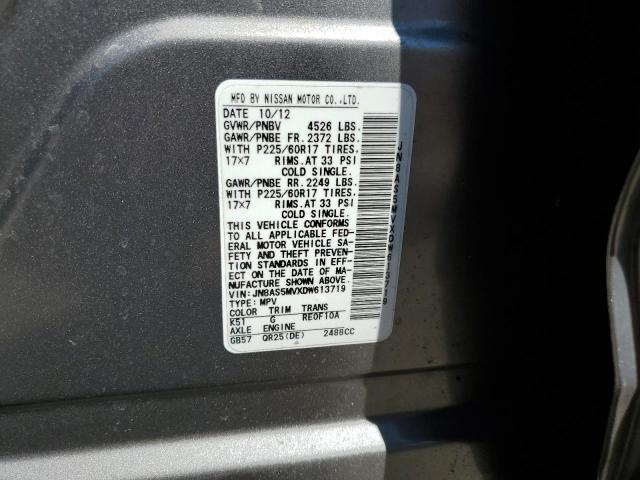 MFD BY NISSAN MOTOR CO.,LTD.
DATE 10/12
GVWR/PNBV 4526 LBS.
GAWR/PNBE FR.2372 LBS.
WITH P225/60R17 TIRES.
17×7 RIMS.AT 33 PSI
COLD SINGLE.
GAWR/PNBE RR.2249 LBS.
WITH P225/60R17 TIRES.
17×7 RIMS.AT 33 PSI
COLD SINGLE.
THIS VEHICLE CONFORMS
TO ALL APPLICABLE FED-
ERAL MOTOR VEHICLE SA-
FETY AND THEFT PREVENTION
STANDARDS IN EFF-
ECT ON THE DATE OF MA-
NUFACTURE SHOWN ABOVE.
VIN:JN8AS5MVXDW613719
TYPE:MPV
COLOR TRIM TRANS
K51 G RE0F10A
AXLE ENGINE
GB57 QR25(DE) 2488CC
JN8AS5MVXDW613719